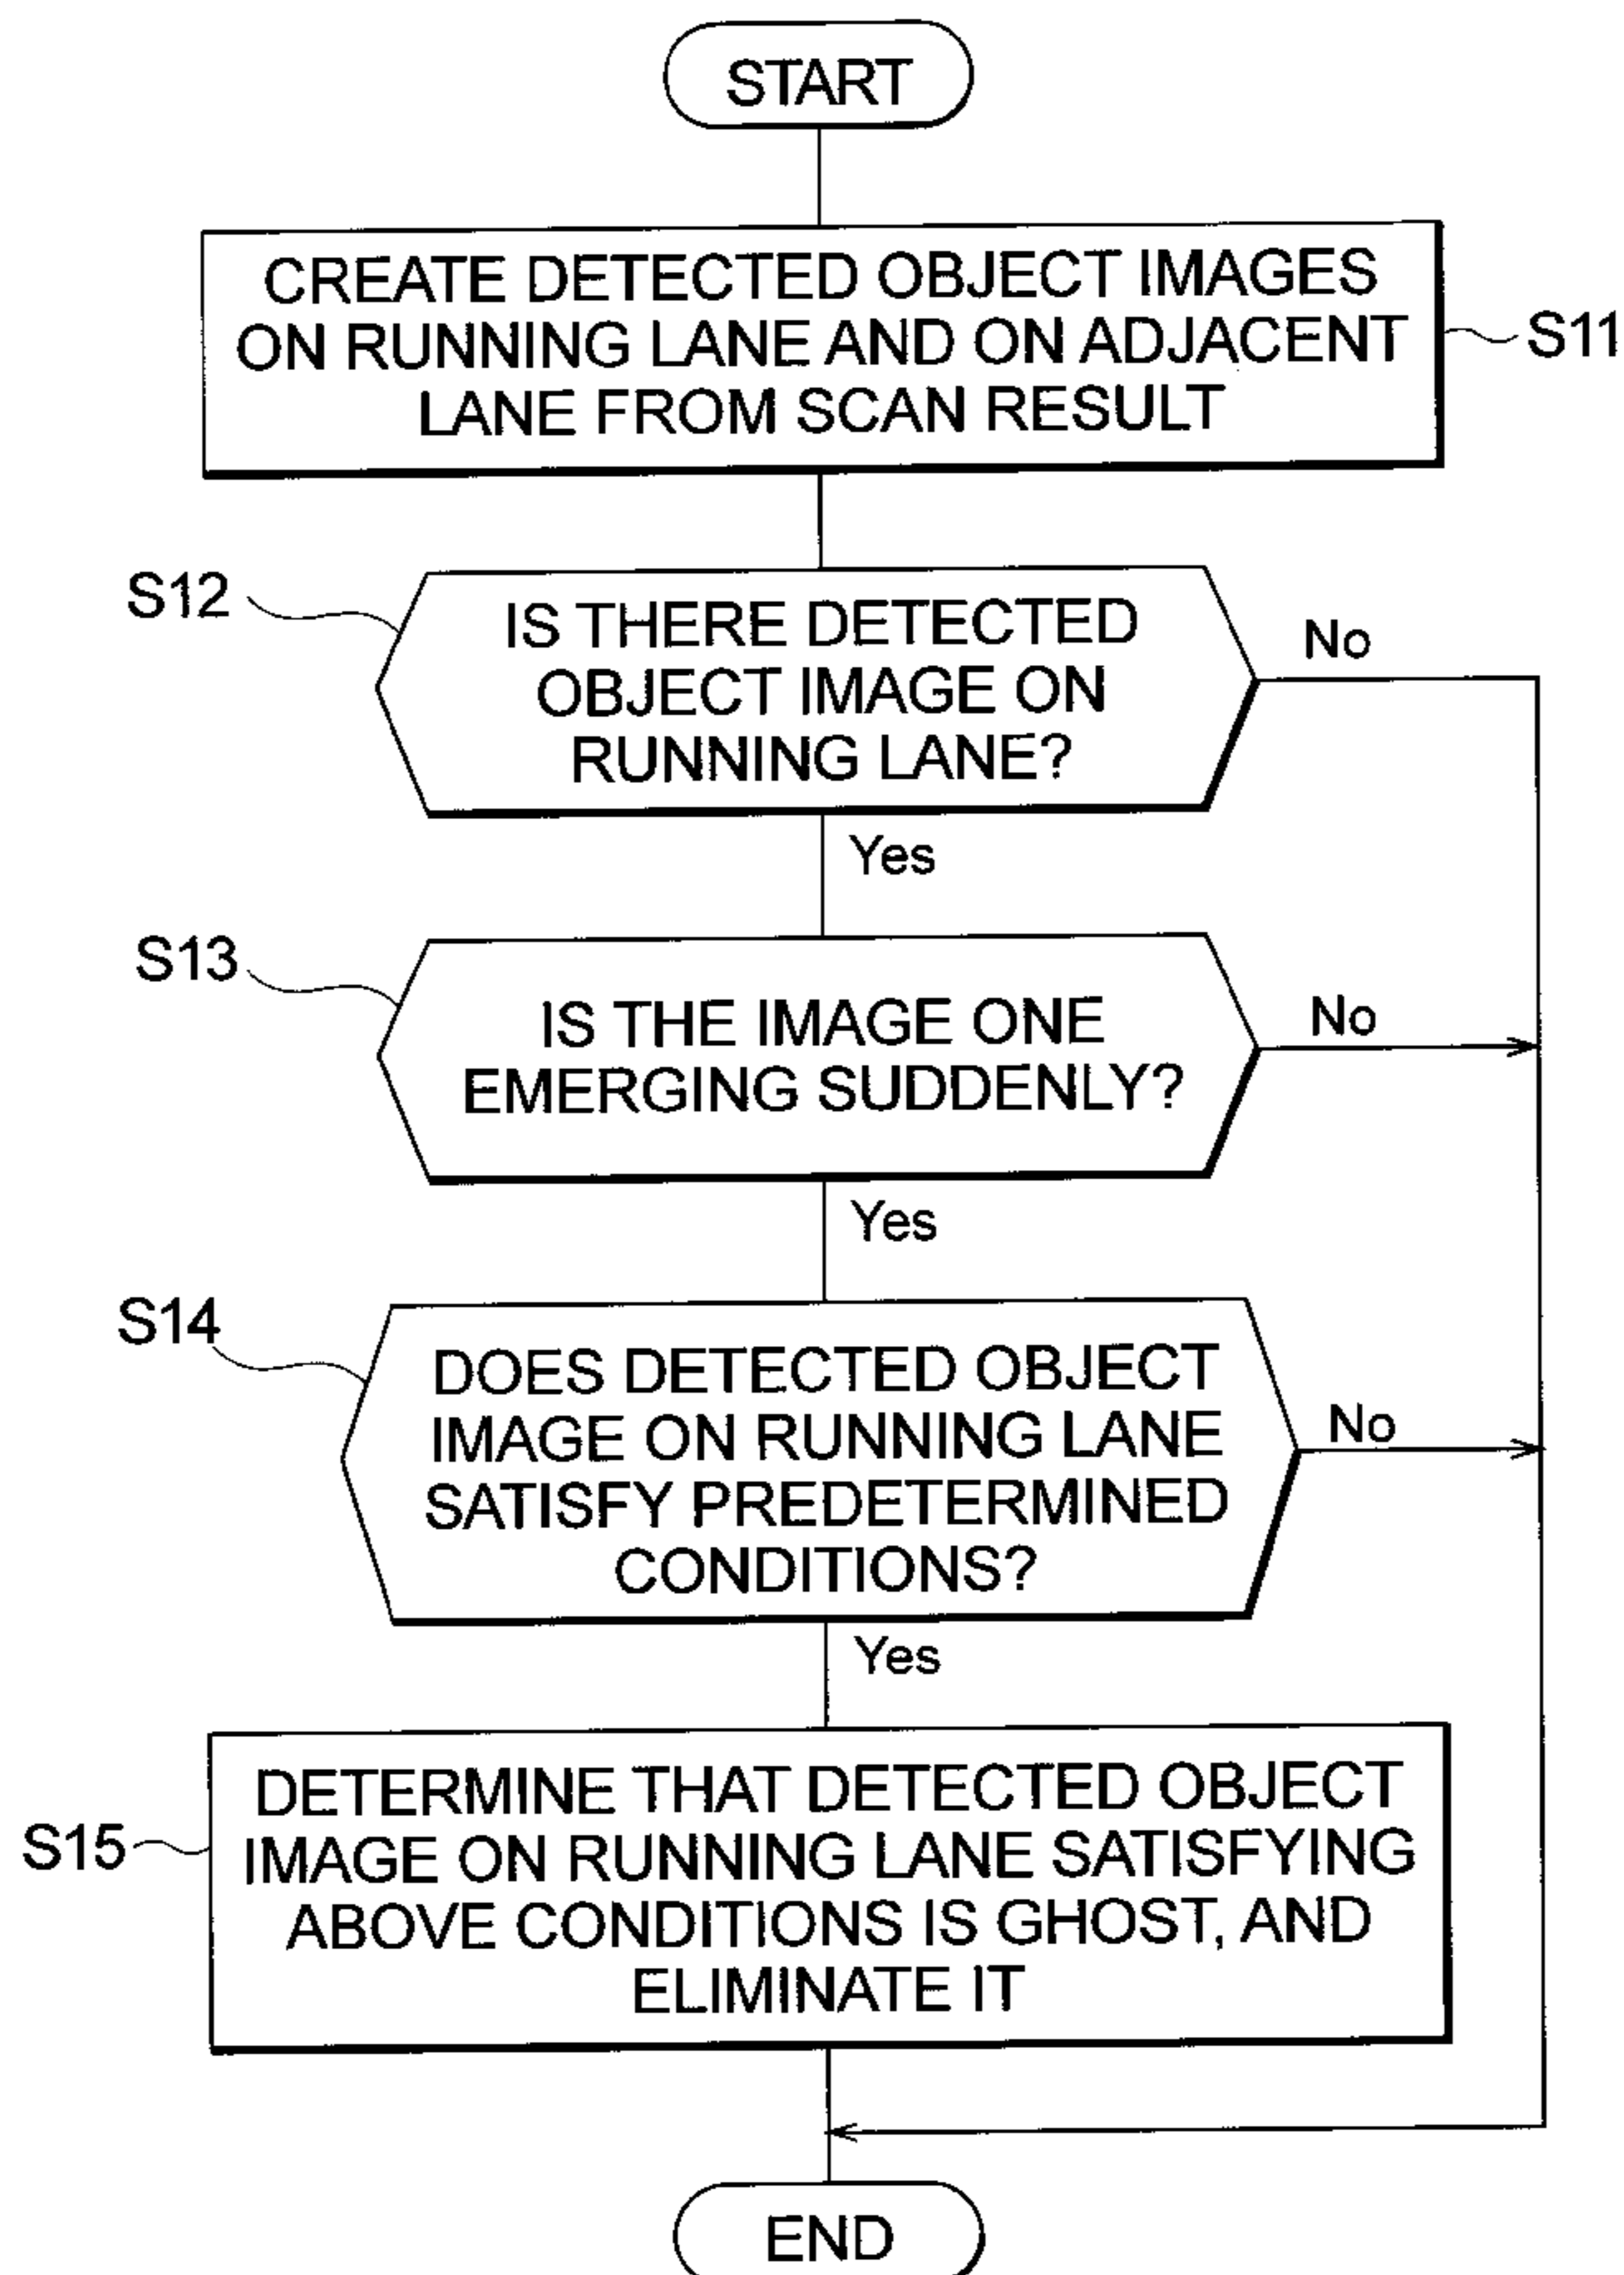 START
CREATE DETECTED OBJECT IMAGES
ON RUNNING LANE AND ON ADJACENT
LANE FROM SCAN RESULT
S11
S12
IS THERE DETECTED
OBJECT IMAGE ON
RUNNING LANE?
No
Yes
S13
IS THE IMAGE ONE
EMERGING SUDDENLY?
No
Yes
S14
DOES DETECTED OBJECT
IMAGE ON RUNNING LANE
SATISFY PREDETERMINED
CONDITIONS?
No
Yes
S15
DETERMINE THAT DETECTED OBJECT
IMAGE ON RUNNING LANE SATISFYING
ABOVE CONDITIONS IS GHOST, AND
ELIMINATE IT
END